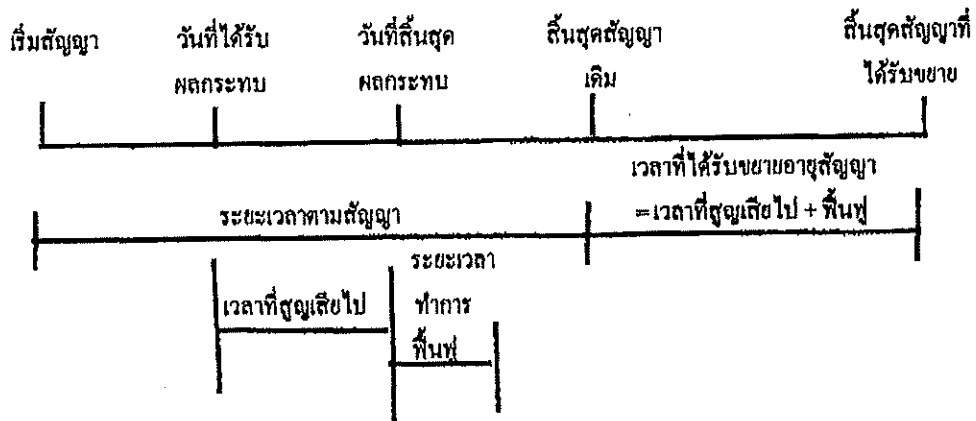 เริ่มสัญญา
วันที่ได้รับ
ผลกระทบ
วันที่สิ้นสุด
ผลกระทบ
สิ้นสุดสัญญา
เดิม
สิ้นสุดสัญญาที่
ได้รับขยาย
เวลาที่ได้รับขยายอายุสัญญา
=เวลาที่สูญเสียไป + ฟื้นฟู
ระยะเวลาตามสัญญา
เวลาที่สูญเสียไป
ระยะเวลา
ทำการ
ฟื้นฟู